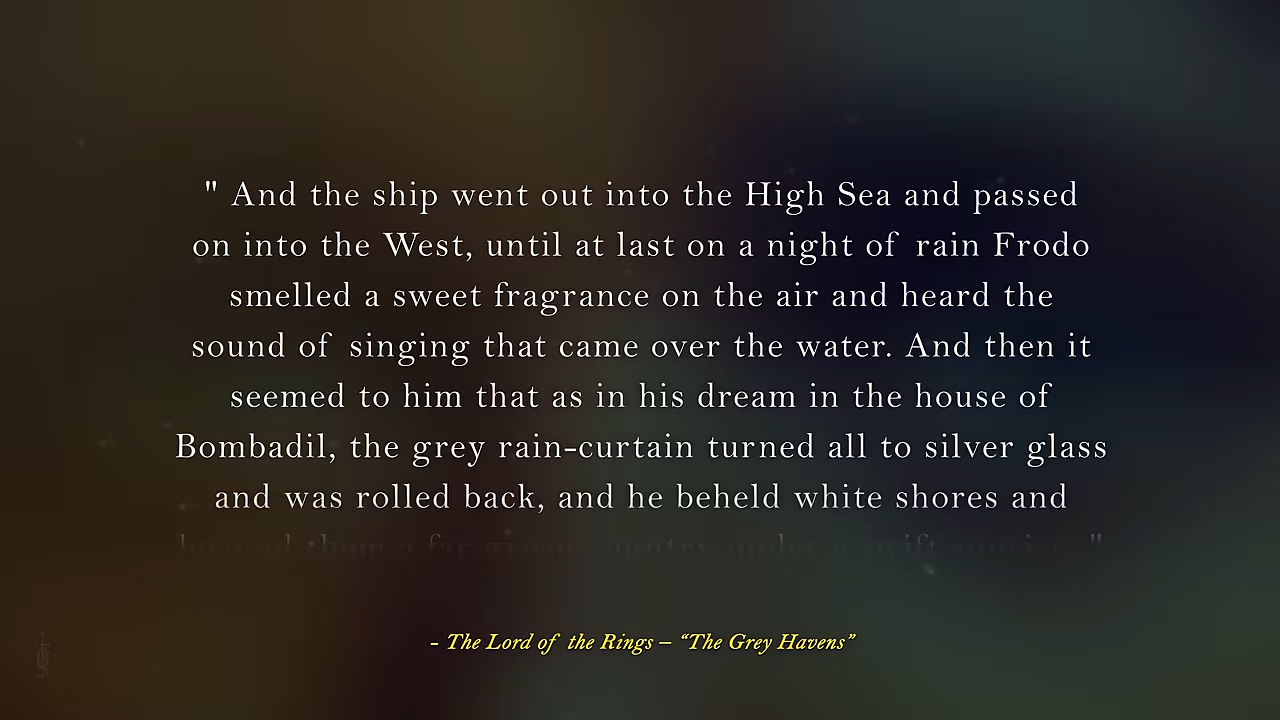 " And the ship went out into the High Sea and passed
on into the West, until at last on a night of rain Frodo
smelled a sweet fragrance on the air and heard the
sound of singing that came over the water. And then it
seemed to him that as in his dream in the house of
Bombadil, the grey rain-curtain turned all to silver glass
and was rolled back, and he beheld white shores and
"
- The Lord of the Rings – “The Grey Havens”